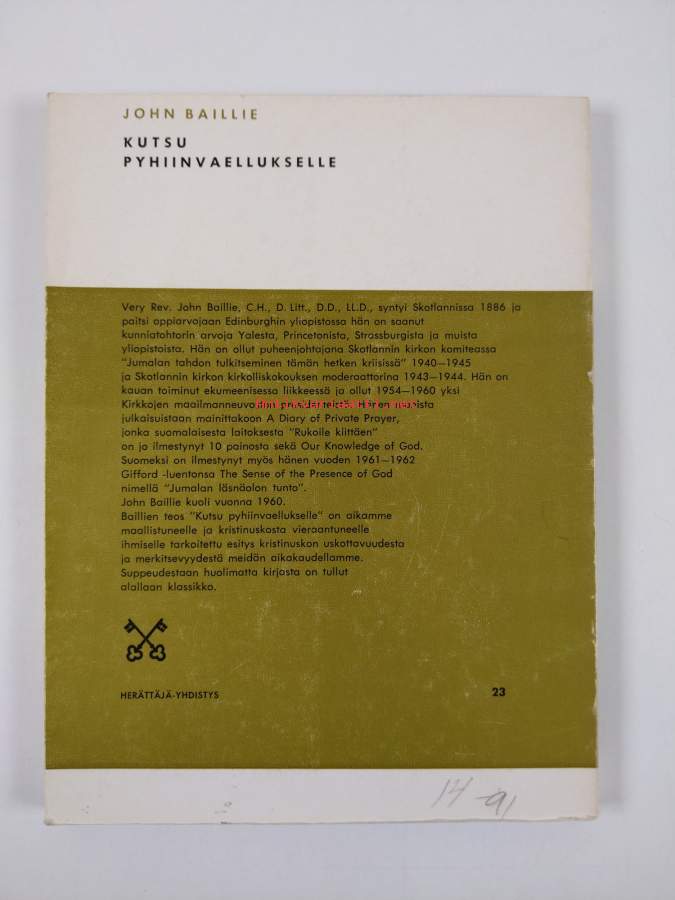 JOHN BAILLIE
KUTSU
PYHIINVAELLUKSELLE
Very Rev. John Baillie, C.H., D. Litt., D.D., LL.D., syntyi Skotlannissa 1886 ja
paitsi oppiarvojaan Edinburghin yliopistossa hän on saanut
kunniatohtorin arvoja Yalesta, Princetonista, Strassburgista ja muista
yliopistoista. Hän on ollut puheenjohtajana Skotlannin kirkon komiteassa
"Jumalan tahdon tulkitseminen tämän hetken kriisissä" 1940—1945
ja Skotlannin kirkon kirkolliskokouksen moderaattorina 1943—1944. Hän on
kauan toiminut ekumeenisessa liikkeessä ja ollut 1954—1960 yksi
Kirkkojen maailmanneuvoston presidenteistä. Hänen monista
julkaisuistaan mainittakoon A Diary of Private Prayer,
jonka suomalaisesta laitoksesta "Rukoile kiittäen"
on jo ilmestynyt 10 painosta sekä Our Knowledge of God.
Suomeksi on ilmestynyt myös hänen vuoden 1961—1962
Gifford -luentonsa The Sense of the Presence of God
nimellä "Jumalan läsnäolon tunto".
John Baillie kuoli vuonna 1960.
Baillien teos "Kutsu pyhiinvaellukselle" on aikamme
maallistuneelle ja kristinuskosta vieraantuneelle
ihmiselle tarkoitettu esitys kristinuskon uskottavuudesta
ja merkitsevyydestä meidän aikakaudellamme.
Suppeudestaan huolimatta kirjasta on tullut
alallaan klassikko.
HERÄTTÄJÄ-YHDISTYS 23
14-91